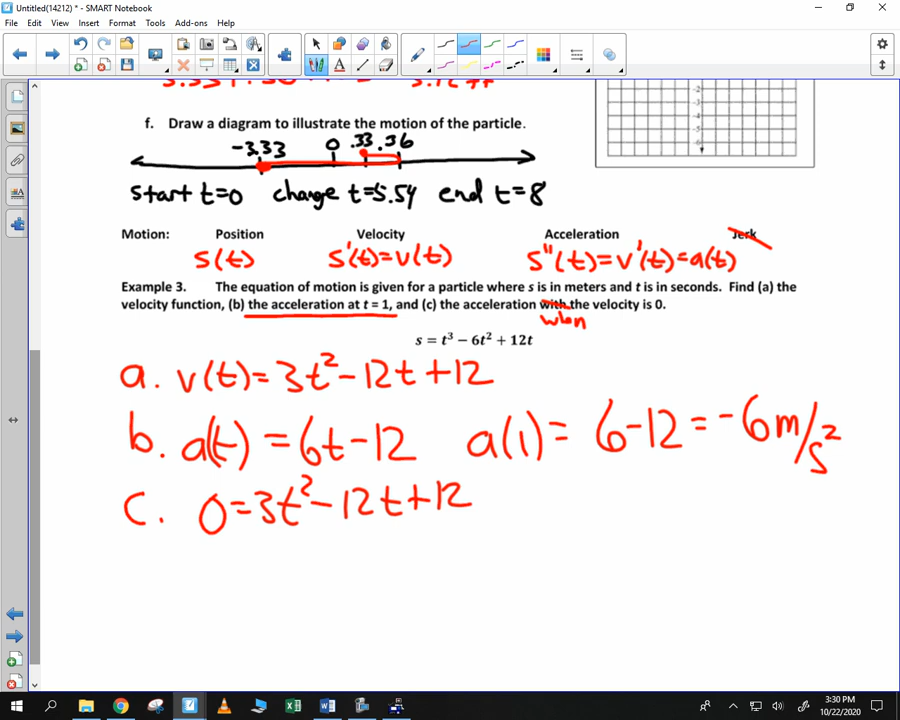 Untitled(14212) * - SMART Notebook
File Edit View Insert Format Tools Add-ons Help
f. Draw a diagram to illustrate the motion of the particle.
-3.33 0 .33 .36
start t=0 change t=5.54 end t=8
Motion: Position Velocity Acceleration Jerk
s(t) s'(t)=v(t) s"(t)=v'(t)=a(t)
Example 3. The equation of motion is given for a particle where s is in meters and t is in seconds. Find (a) the
velocity function, (b) the acceleration at t = 1, and (c) the acceleration with the velocity is 0.
when
s = t³ − 6t² + 12t
a. v(t)=3t²-12t+12
b. a(t)=6t-12 a(1)= 6-12=-6m/s²
c. 0=3t²-12t+12
3:30 PM
10/22/2020